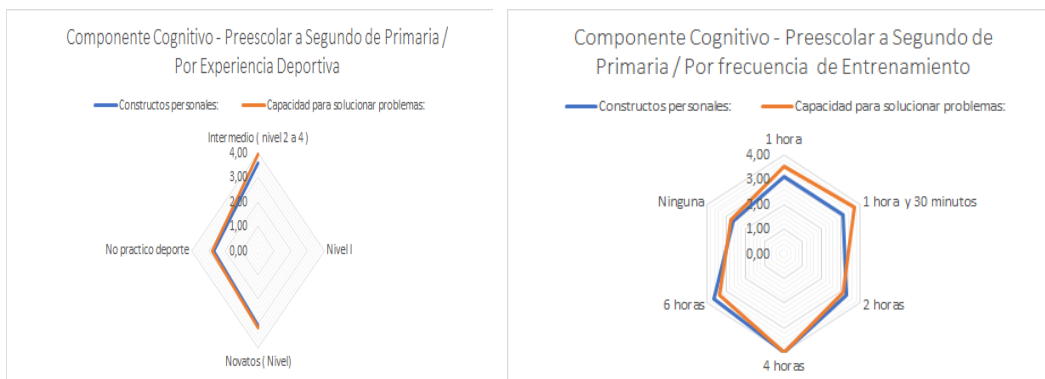 Componente Cognitivo - Preescolar a Segundo de Primaria /
Por Experiencia Deportiva
Constructos personales:
Capacidad para solucionar problemas:
Intermedio ( nivel 2 a 4 )
4,00
3,00
2,00
1,00
0,00
No practico deporte
Nivel I
Novatos ( Nivel)
Componente Cognitivo - Preescolar a Segundo de
Primaria / Por frecuencia de Entrenamiento
Constructos personales:
Capacidad para solucionar problemas:
1 hora
4,00
3,00
2,00
1,00
0,00
Ninguna
1 hora y 30 minutos
6 horas
2 horas
4 horas